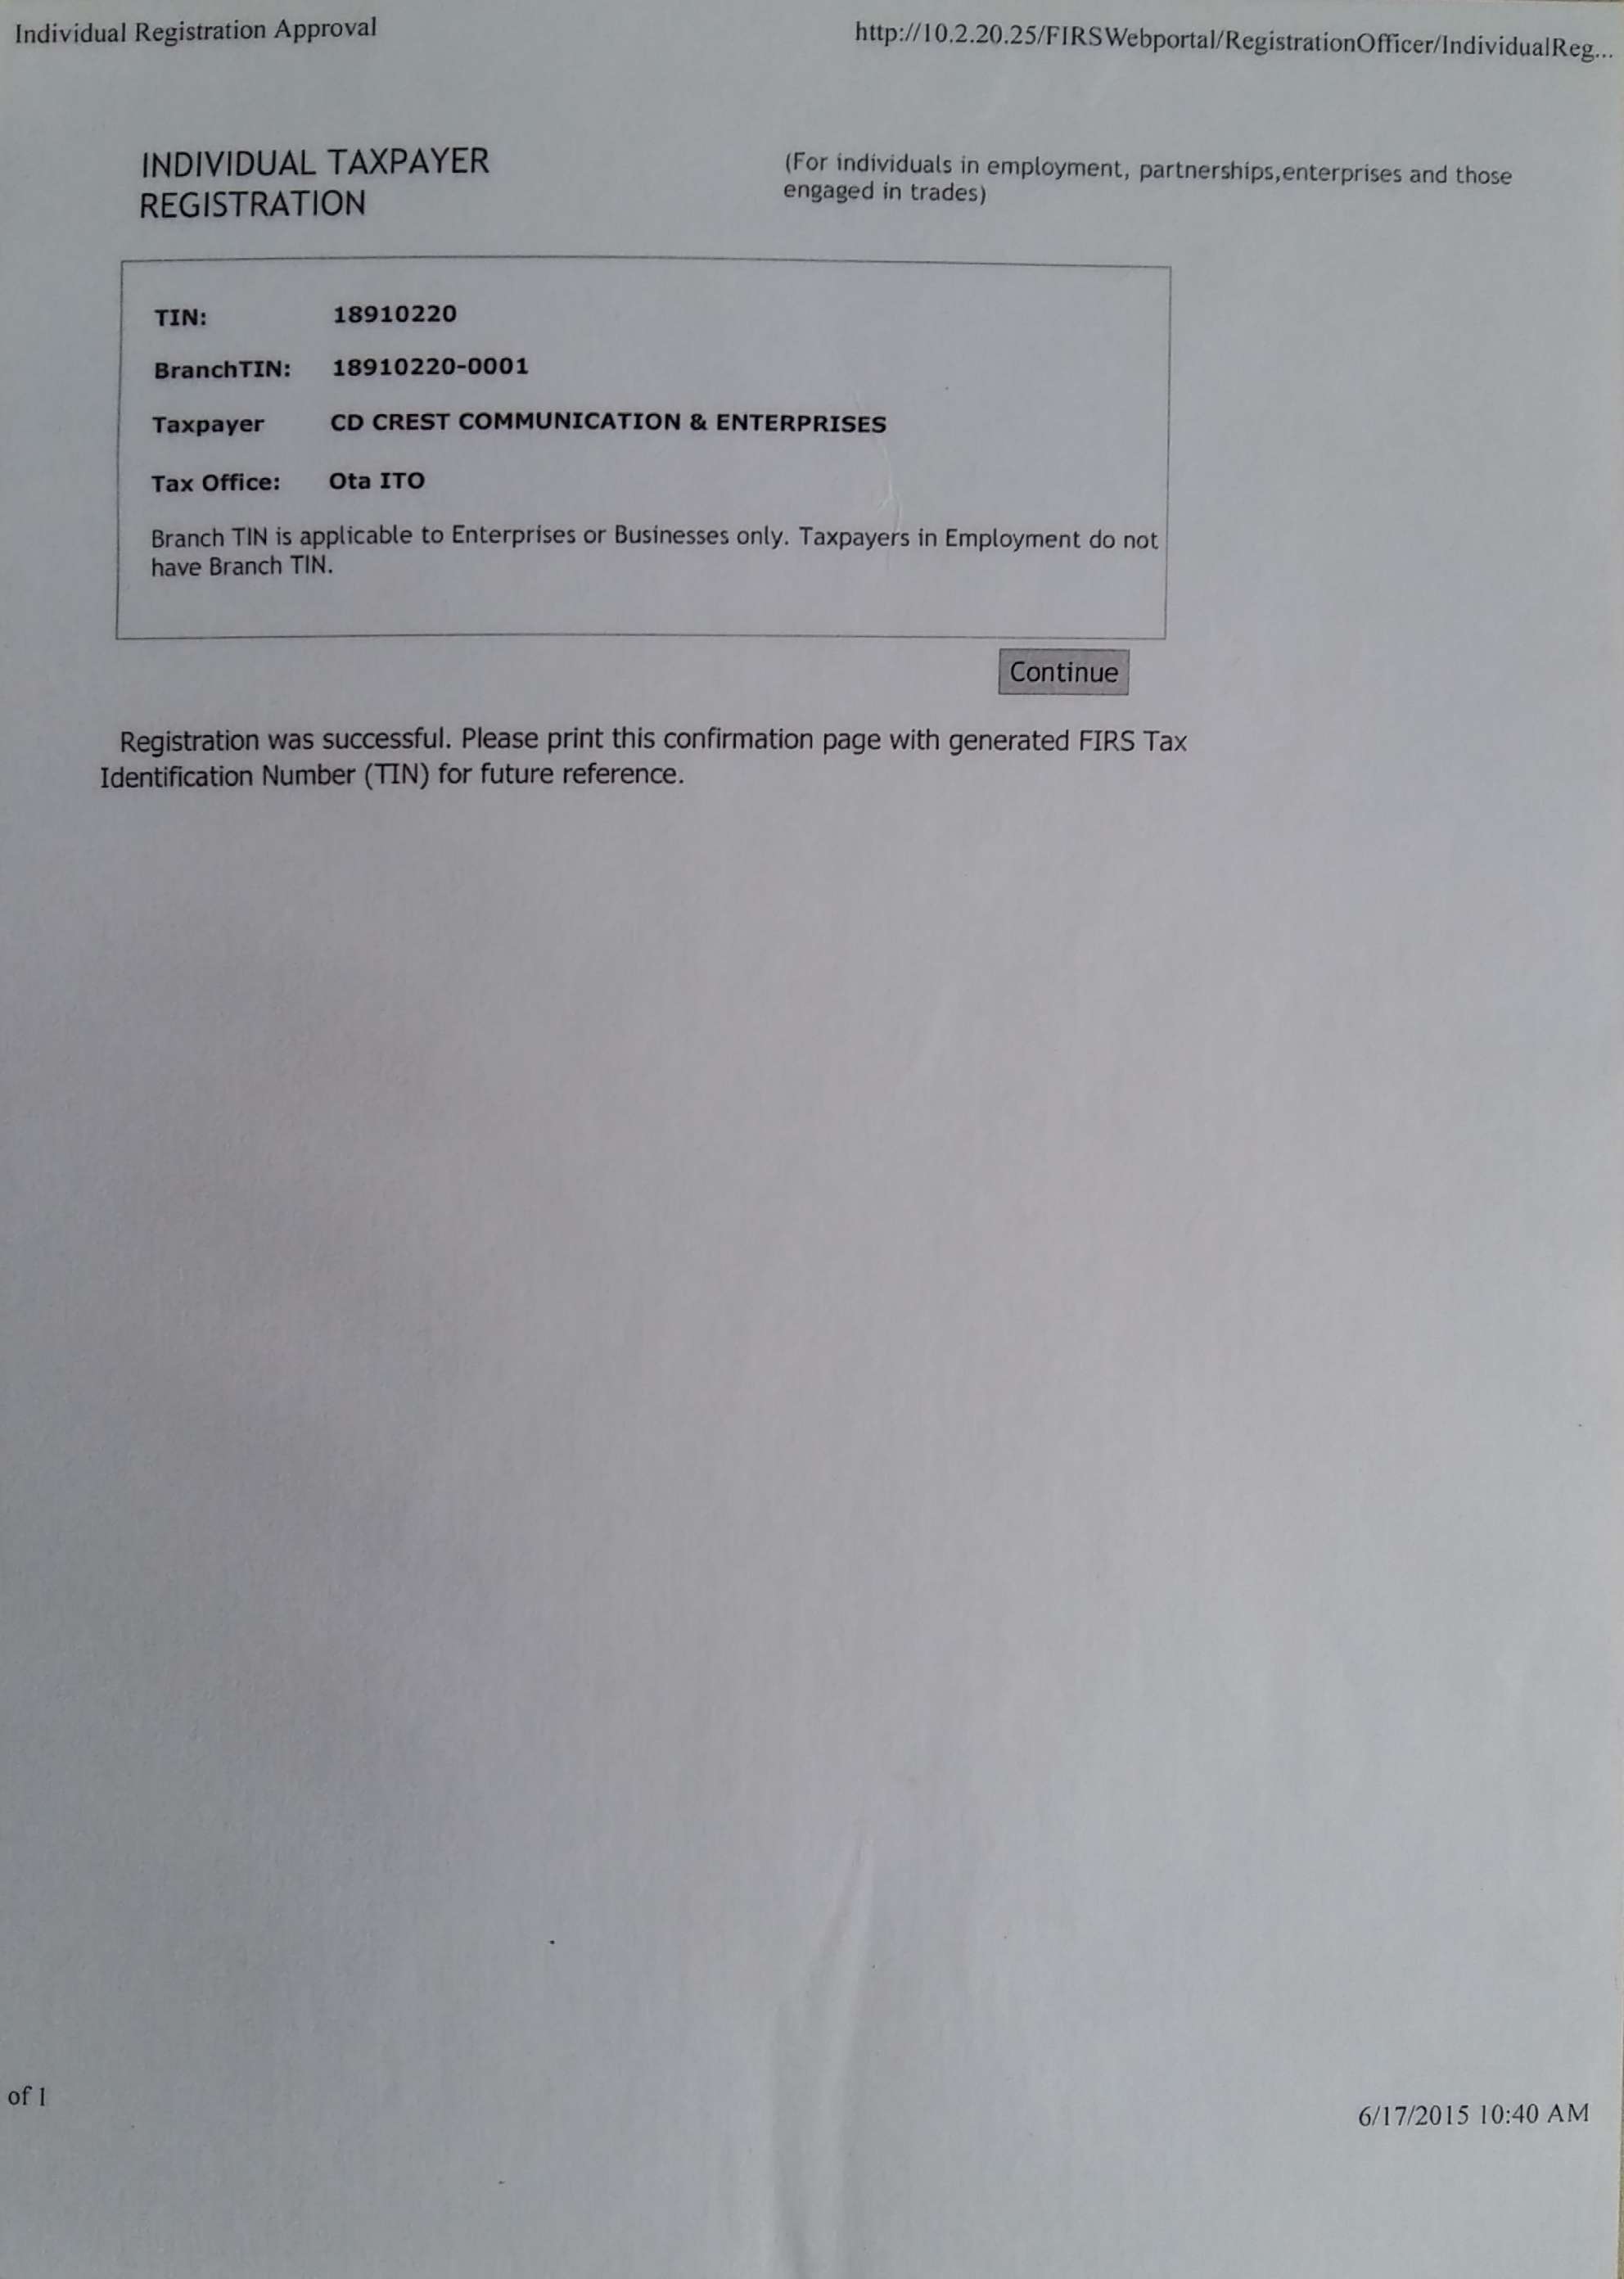 Individual Registration Approval
http://10.2.20.25/FIRSWebportal/RegistrationOfficer/IndividualReg...
INDIVIDUAL TAXPAYER
REGISTRATION
(For individuals in employment, partnerships,enterprises and those
engaged in trades)
TIN: 18910220
BranchTIN: 18910220-0001
Taxpayer CD CREST COMMUNICATION & ENTERPRISES
Tax Office: Ota ITO
Branch TIN is applicable to Enterprises or Businesses only. Taxpayers in Employment do not
have Branch TIN.
Continue
Registration was successful. Please print this confirmation page with generated FIRS Tax
Identification Number (TIN) for future reference.
of 1
6/17/2015 10:40 AM